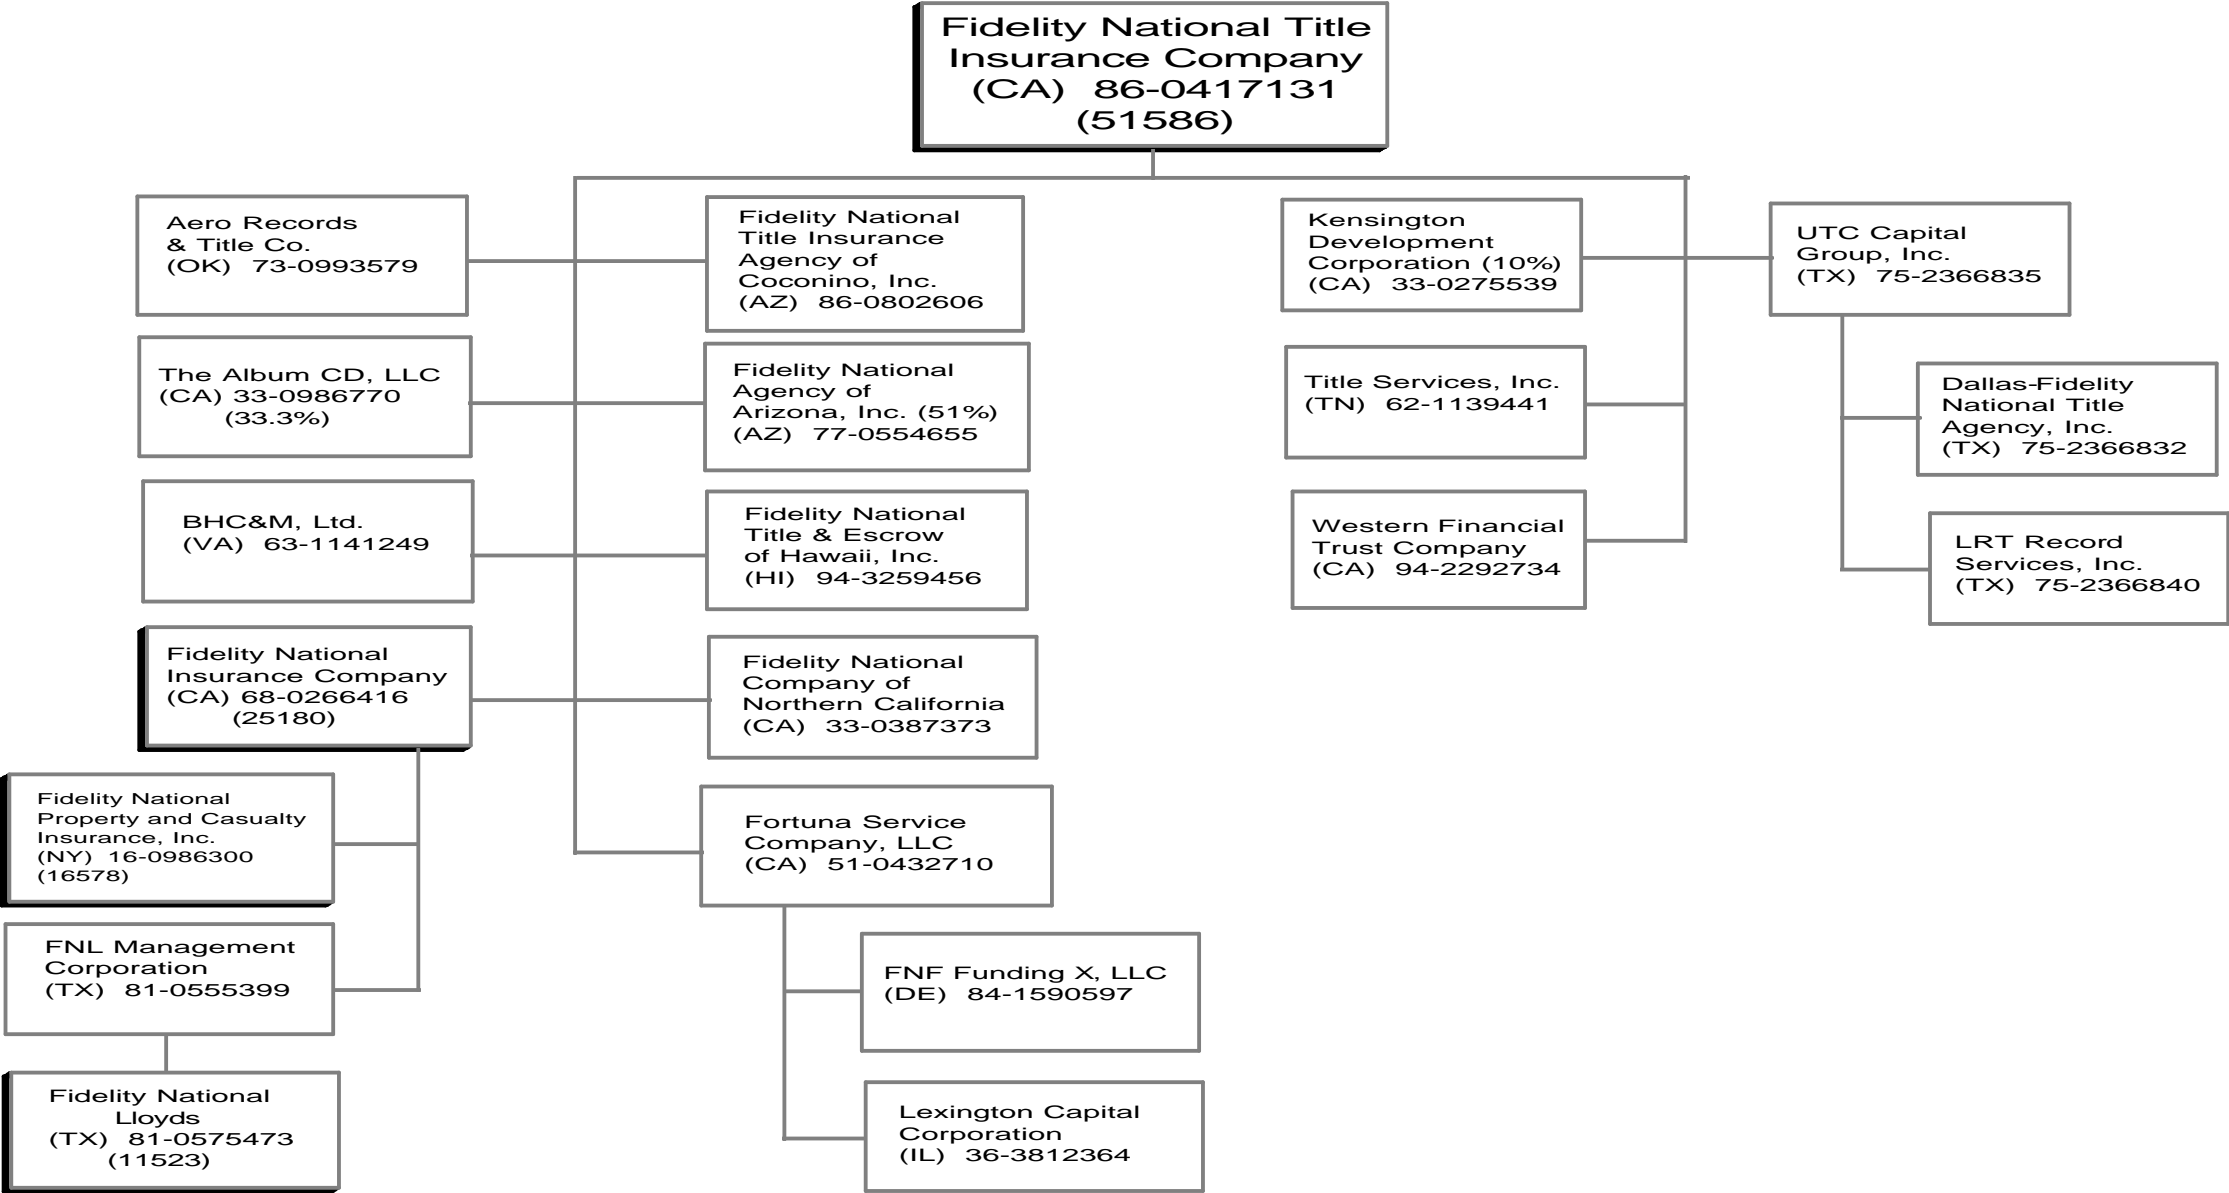 Fidelity National Title
Insurance Company
(CA) 86-0417131
(51586)
Aero Records
& Title Co.
(OK) 73-0993579
Fidelity National
Title Insurance
Agency of
Coconino, Inc.
(AZ) 86-0802606
Kensington
Development
Corporation (10%)
(CA) 33-0275539
UTC Capital
Group, Inc.
(TX) 75-2366835
The Album CD, LLC
(CA) 33-0986770
(33.3%)
Fidelity National
Agency of
Arizona, Inc. (51%)
(AZ) 77-0554655
Title Services, Inc.
(TN) 62-1139441
Dallas-Fidelity
National Title
Agency, Inc.
(TX) 75-2366832
BHC&M, Ltd.
(VA) 63-1141249
Fidelity National
Title & Escrow
of Hawaii, Inc.
(HI) 94-3259456
Western Financial
Trust Company
(CA) 94-2292734
LRT Record
Services, Inc.
(TX) 75-2366840
Fidelity National
Insurance Company
(CA) 68-0266416
(25180)
Fidelity National
Company of
Northern California
(CA) 33-0387373
Fidelity National
Property and Casualty
Insurance, Inc.
(NY) 16-0986300
(16578)
Fortuna Service
Company, LLC
(CA) 51-0432710
FNL Management
Corporation
(TX) 81-0555399
FNF Funding X, LLC
(DE) 84-1590597
Fidelity National
Lloyds
(TX) 81-0575473
(11523)
Lexington Capital
Corporation
(IL) 36-3812364